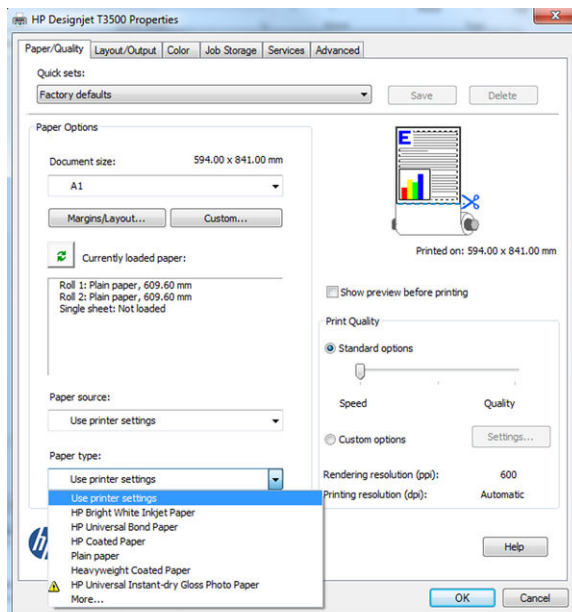 HP Designjet T3500 Properties
Paper/Quality Layout/Output Color Job Storage Services Advanced
Quick sets:
Factory defaults
Save Delete
Paper Options
Document size: 594.00 x 841.00 mm
A1
Margins/Layout... Custom...
Currently loaded paper:
Roll 1: Plain paper, 609.60 mm
Roll 2: Plain paper, 609.60 mm
Single sheet: Not loaded
Paper source:
Use printer settings
Paper type:
Use printer settings
Use printer settings
HP Bright White Inkjet Paper
HP Universal Bond Paper
HP Coated Paper
Plain paper
Heavyweight Coated Paper
HP Universal Instant-dry Gloss Photo Paper
More...
E
Printed on: 594.00 x 841.00 mm
Show preview before printing
Print Quality
Standard options
Speed Quality
Custom options Settings...
Rendering resolution (ppi): 600
Printing resolution (dpi): Automatic
Help
OK Cancel